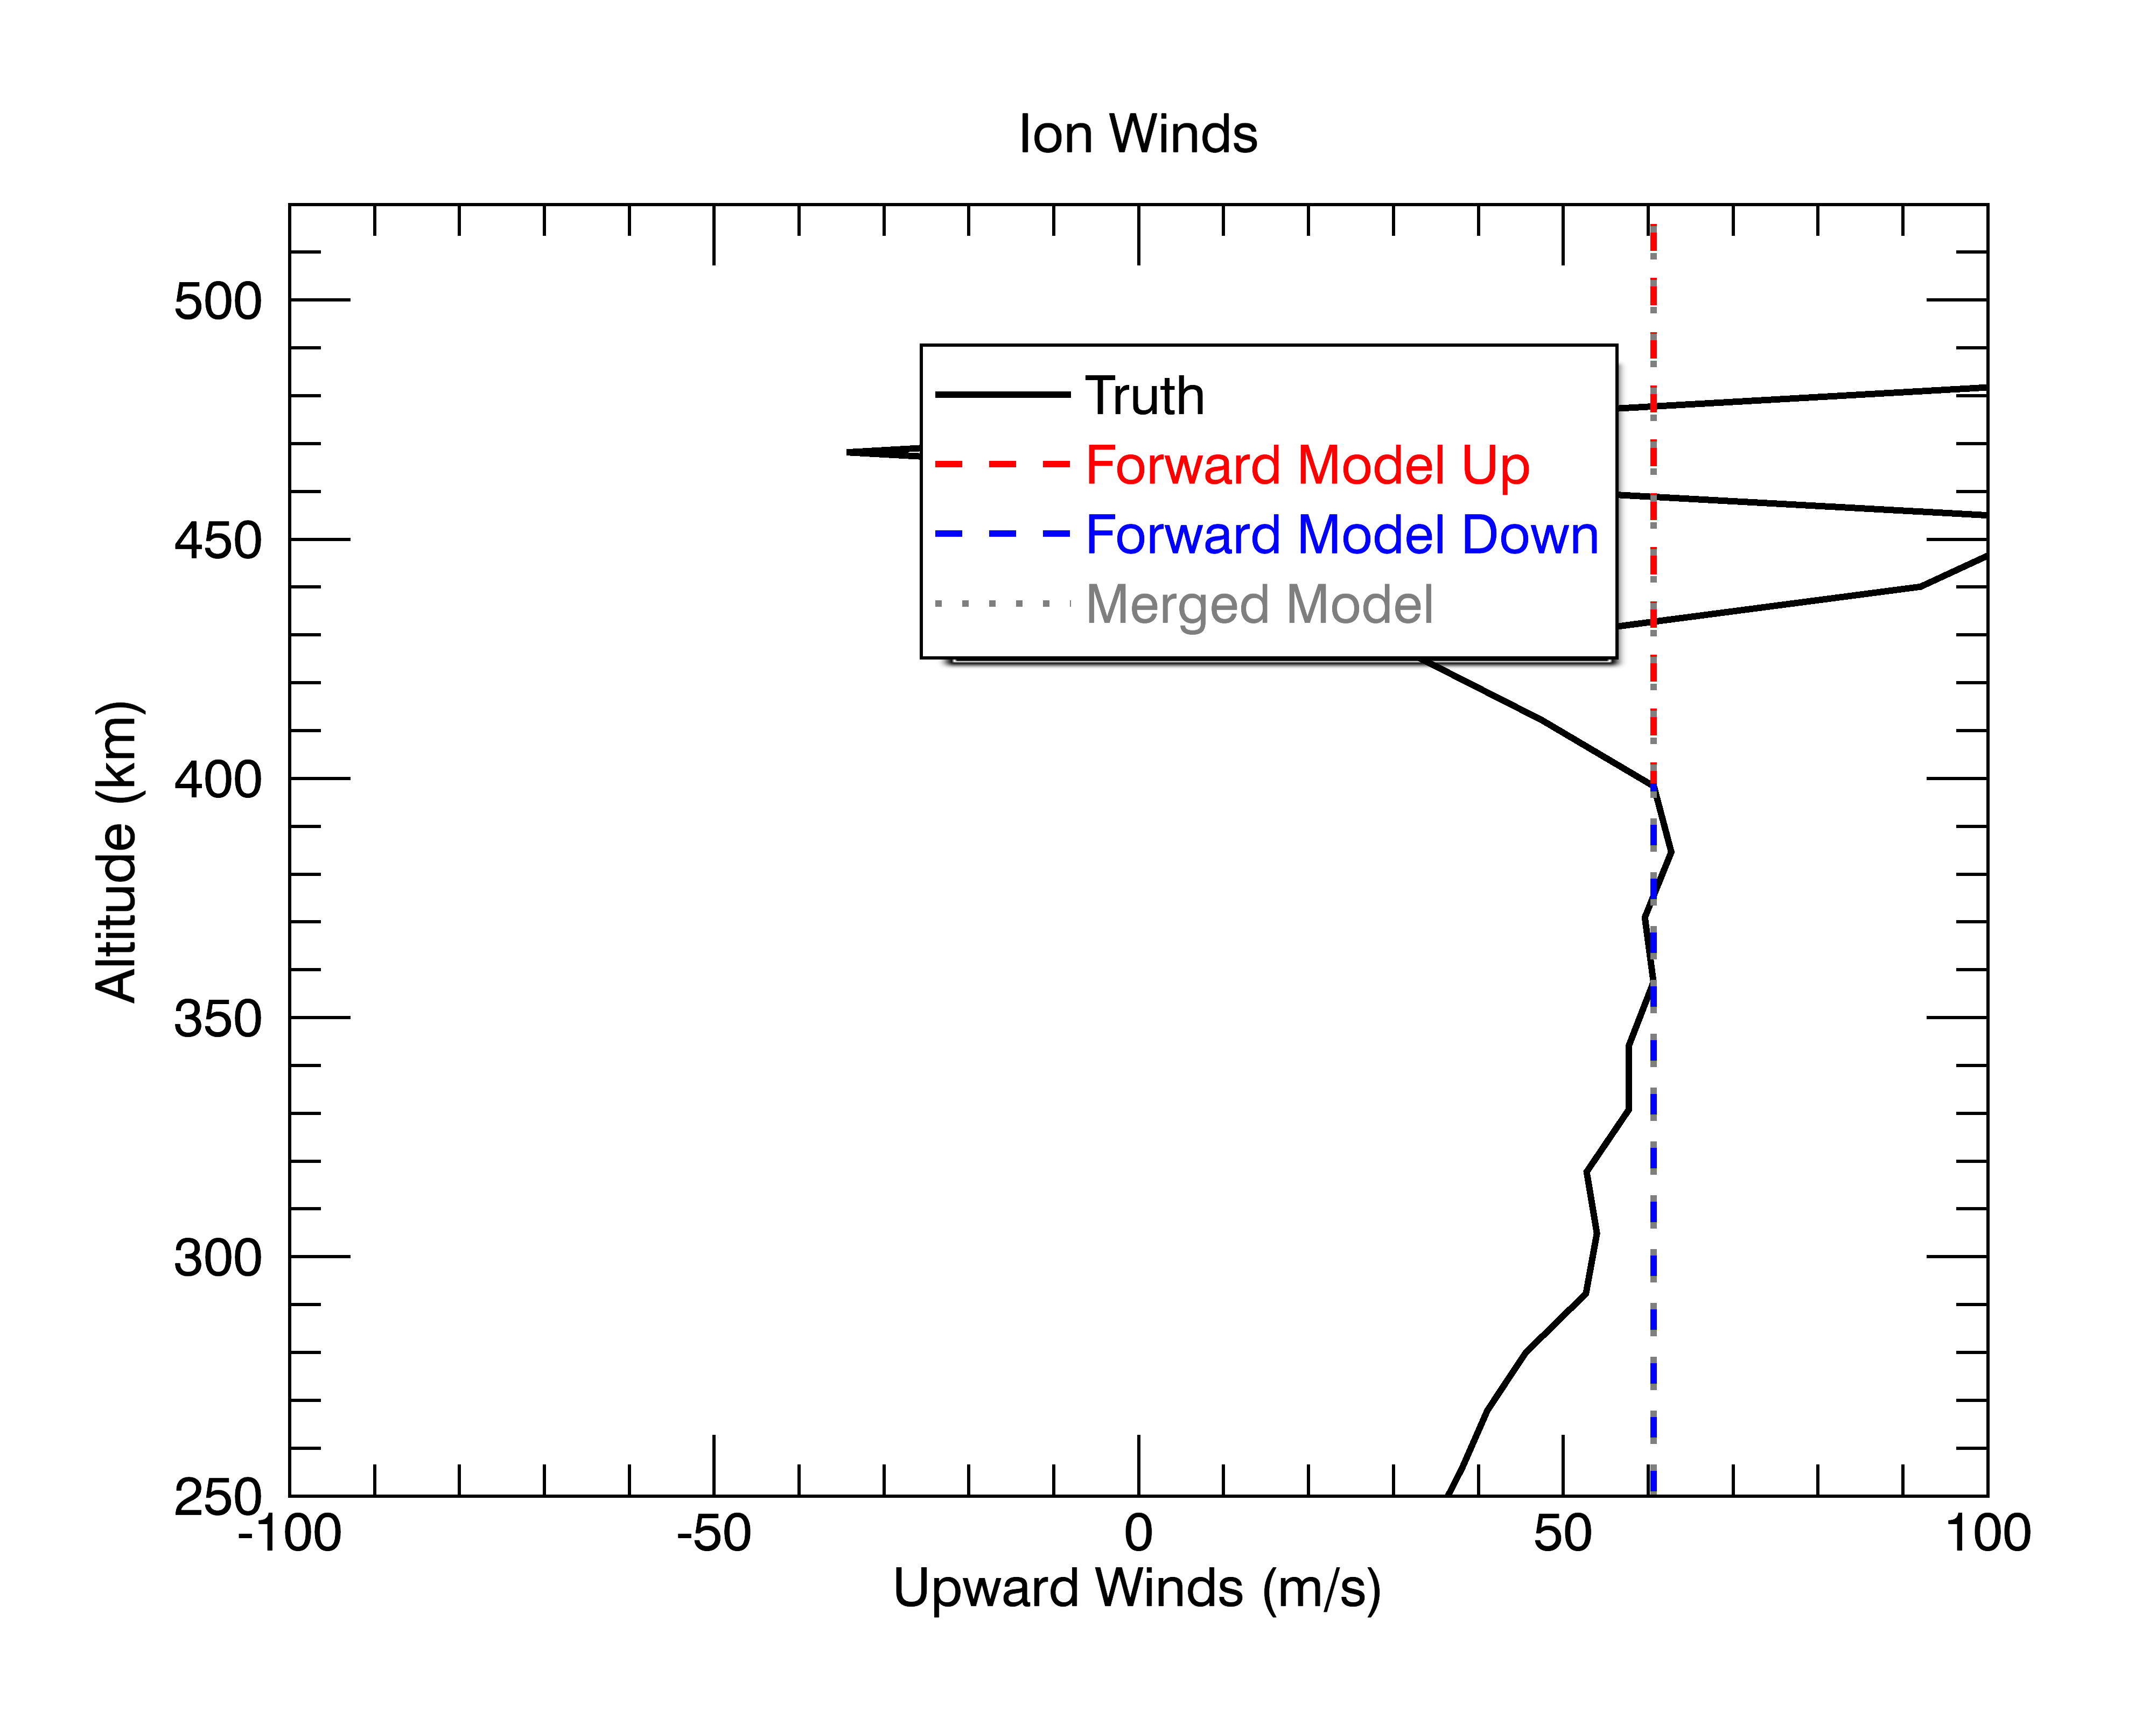 Ion Winds
500
450
400
350
300
250
Altitude (km)
Truth
Forward Model Up
Forward Model Down
Merged Model
-100 -50 0 50 100
Upward Winds (m/s)